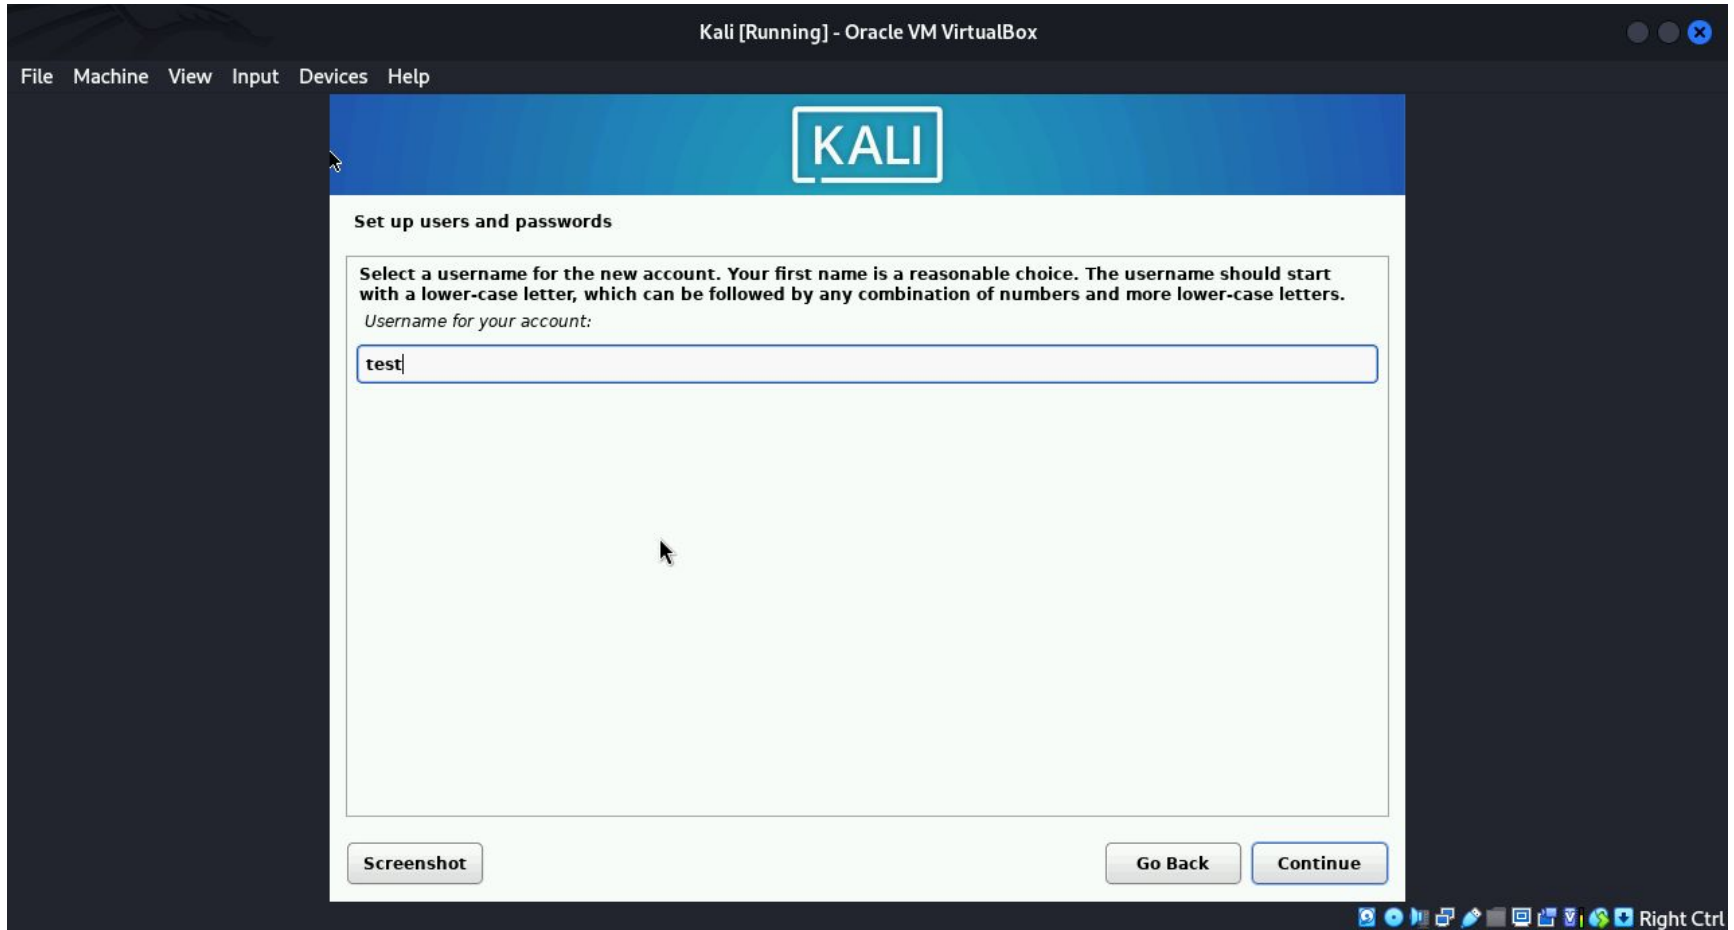 Kali [Running] - Oracle VM VirtualBox
File Machine View Input Devices Help
KALI
Set up users and passwords
Select a username for the new account. Your first name is a reasonable choice. The username should start
with a lower-case letter, which can be followed by any combination of numbers and more lower-case letters.
Username for your account:
test
Screenshot Go Back Continue
Right Ctrl